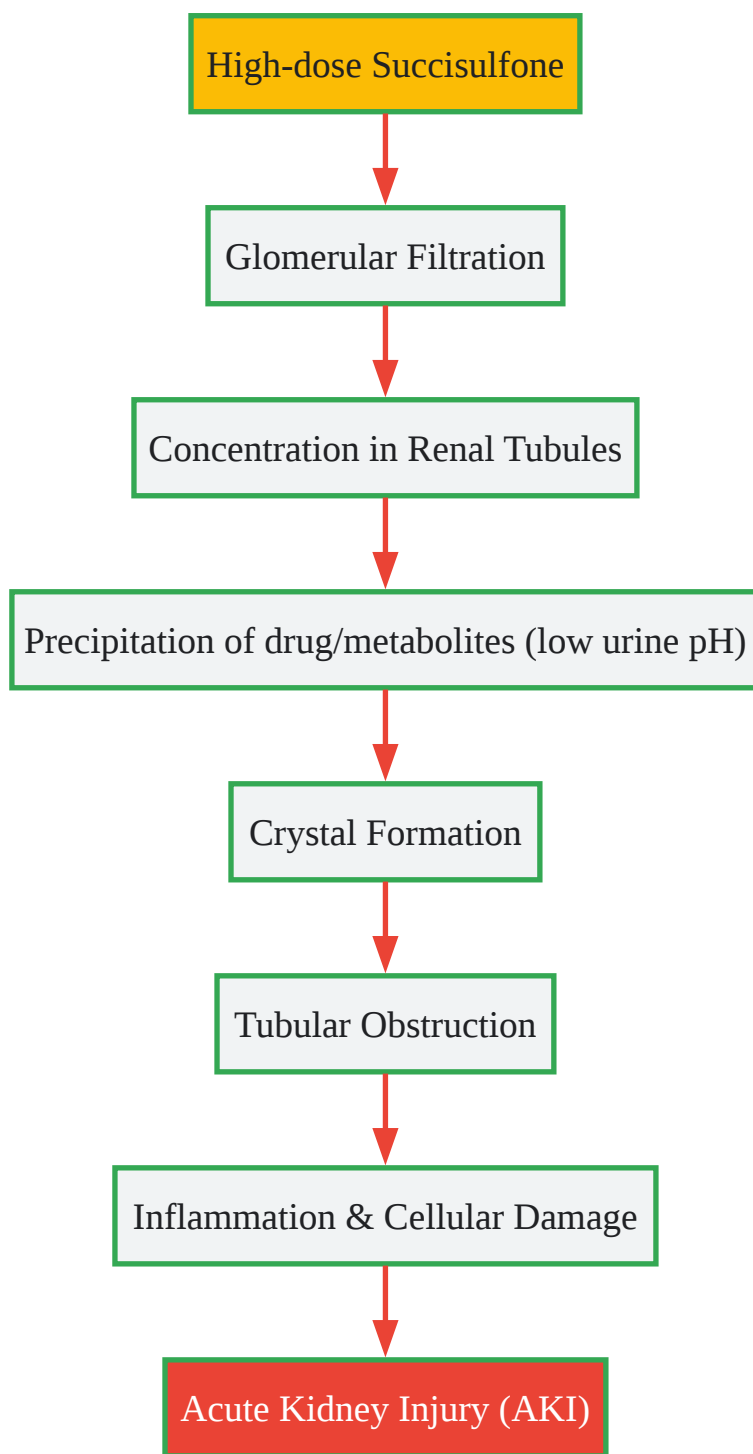 High-dose Succisulfone
Glomerular Filtration
Concentration in Renal Tubules
Precipitation of drug/metabolites (low urine pH)
Crystal Formation
Tubular Obstruction
Inflammation & Cellular Damage
Acute Kidney Injury (AKI)